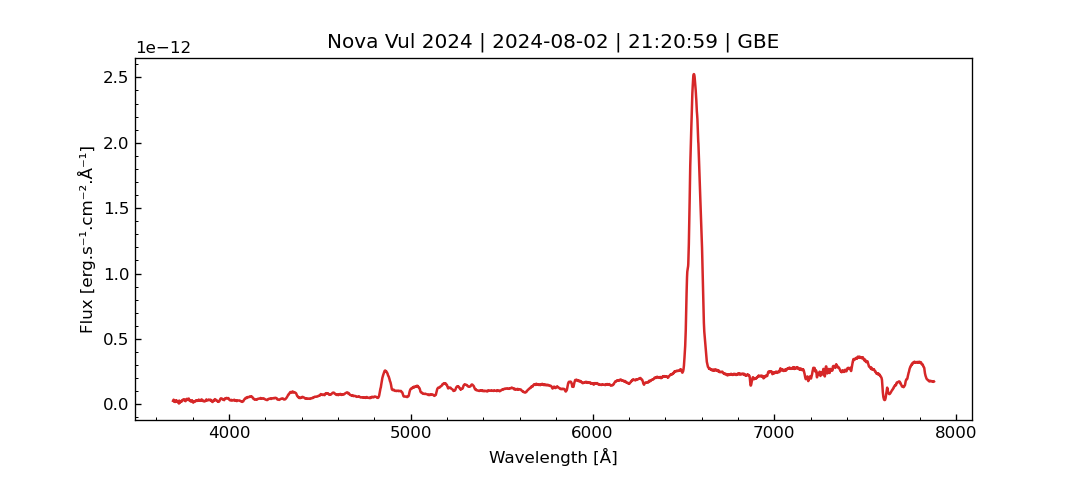 Nova Vul 2024 | 2024-08-02 | 21:20:59 | GBE
1e−12
2.5
2.0
1.5
1.0
0.5
0.0
Flux [erg.s⁻¹.cm⁻².Å⁻¹]
4000 5000 6000 7000 8000
Wavelength [Å]